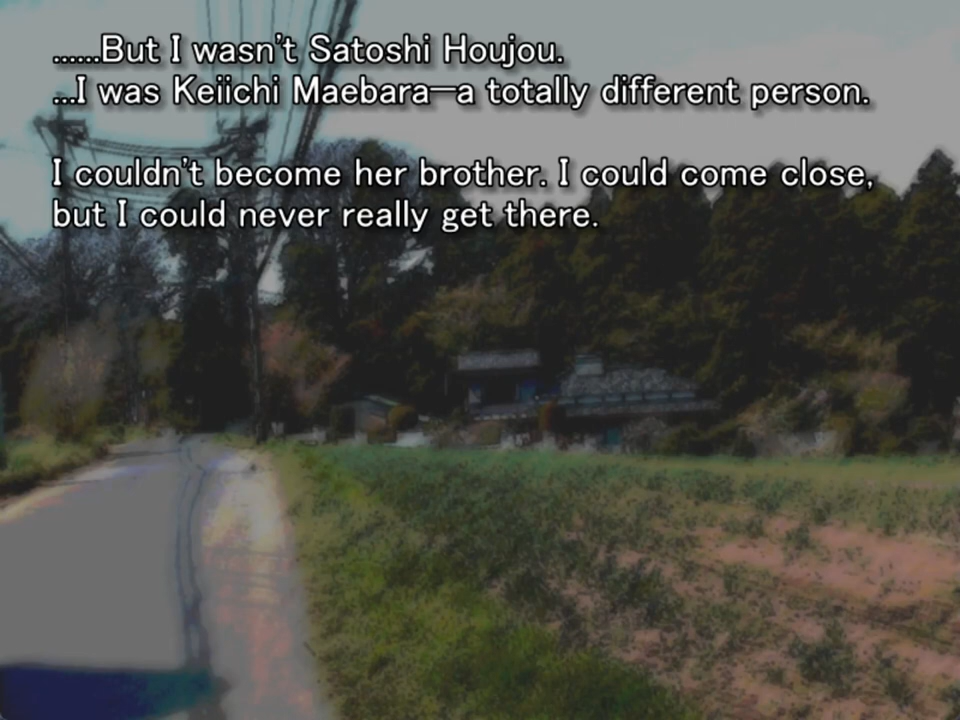 ......But I wasn't Satoshi Houjou.
...I was Keiichi Maebara—a totally different person.
I couldn't become her brother. I could come close,
but I could never really get there.